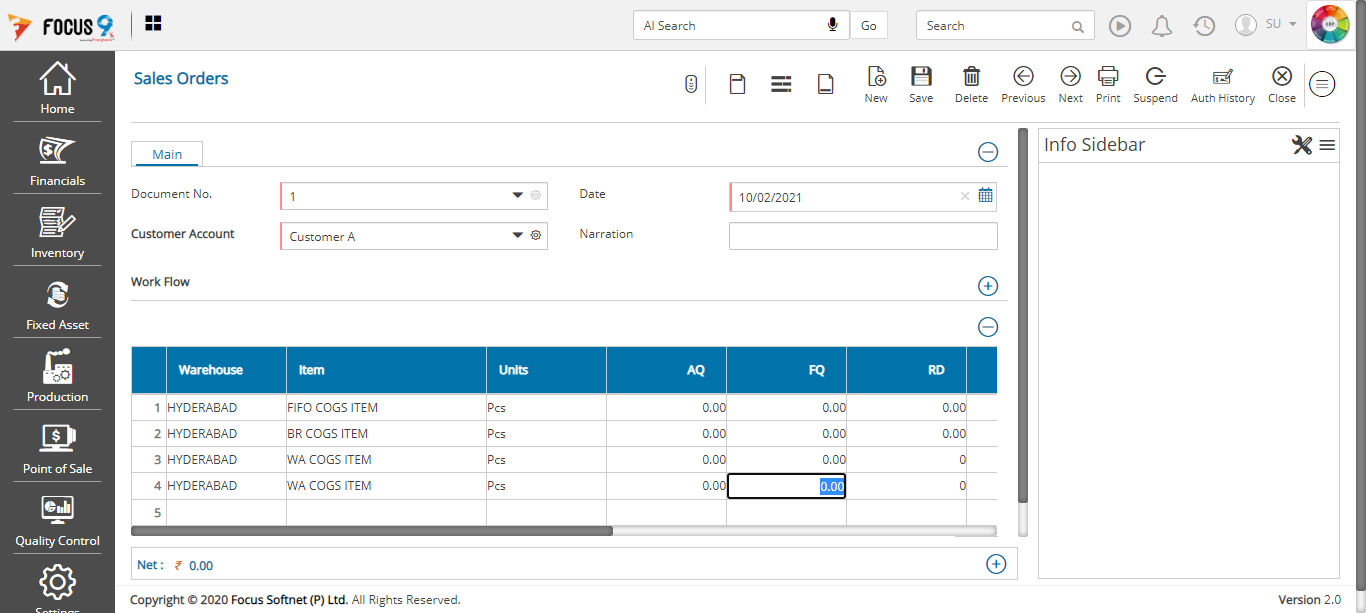 FOCUS 9
AI Search
Go
Search
SU
Home
Financials
Inventory
Fixed Asset
Production
Point of Sale
Quality Control
Settings
Sales Orders
New
Save
Delete
Previous
Next
Print
Suspend
Auth History
Close
Main
Document No. 1
Date 10/02/2021
Customer Account Customer A
Narration
Work Flow
Warehouse Item Units AQ FQ RD
1 HYDERABAD FIFO COGS ITEM Pcs 0.00 0.00 0.00
2 HYDERABAD BR COGS ITEM Pcs 0.00 0.00 0.00
3 HYDERABAD WA COGS ITEM Pcs 0.00 0.00 0
4 HYDERABAD WA COGS ITEM Pcs 0.00 0.00 0
5
Net : ₹ 0.00
Info Sidebar
Copyright © 2020 Focus Softnet (P) Ltd. All Rights Reserved.
Version 2.0